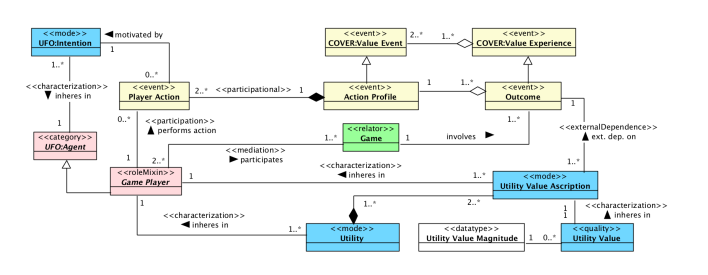 <<mode>>
UFO:Intention
motivated by
1
0..*
1..*
<<characterization>>
inheres in
1
<<category>>
UFO:Agent
<<event>>
Player Action
2..*
<<participational>>
1
<<event>>
COVER:Value Event
2..*
1..*
<<event>>
COVER:Value Experience
<<event>>
Action Profile
1
1..*
<<event>>
Outcome
0..*
<<participation>>
performs action
1
<<roleMixin>>
Game Player
2..*
<<mediation>>
participates
1..*
<<relator>>
Game
1
involves
1..*
1
<<externalDependence>>
ext. dep. on
1..*
1
<<characterization>>
inheres in
1..*
<<mode>>
Utility Value Ascription
1
<<characterization>>
inheres in
1..*
<<mode>>
Utility
1..*
2..*
1
<<characterization>>
inheres in
1
<<datatype>>
Utility Value Magnitude
1
0..*
<<quality>>
Utility Value